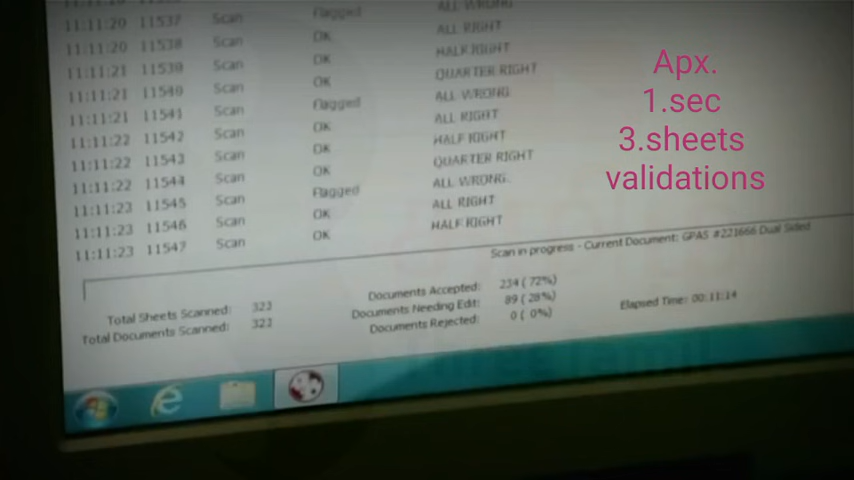 11:11:20 11537 Scan Flagged ALL WRONG
11:11:20 11538 Scan OK ALL RIGHT
11:11:21 11539 Scan OK HALF RIGHT
11:11:21 11540 Scan OK QUARTER RIGHT
11:11:21 11541 Scan Flagged ALL WRONG
11:11:22 11542 Scan OK ALL RIGHT
11:11:22 11543 Scan OK HALF RIGHT
11:11:22 11544 Scan OK QUARTER RIGHT
11:11:23 11545 Scan Flagged ALL WRONG
11:11:23 11546 Scan OK ALL RIGHT
11:11:23 11547 Scan OK HALF RIGHT
Apx.
1.sec
3.sheets
validations
Scan in progress - Current Document: GPAS #221666 Dual Sided
Total Sheets Scanned: 323
Total Documents Scanned: 323
Documents Accepted: 234 ( 72%)
Documents Needing Edit: 89 ( 28%)
Documents Rejected: 0 ( 0%)
Elapsed Time: 00:11:14